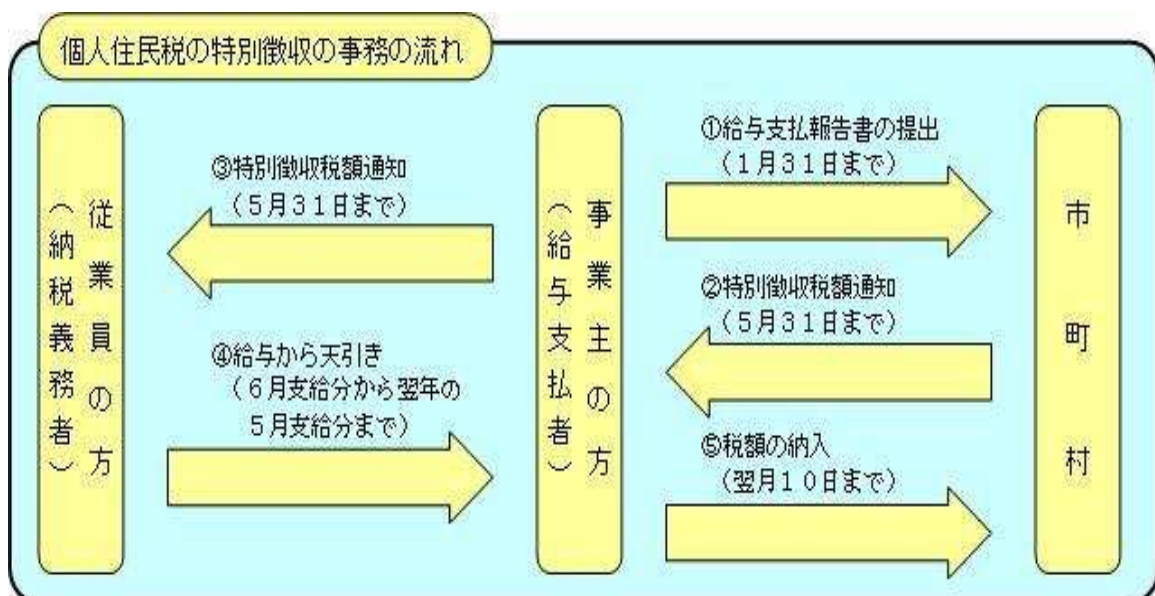 個人住民税の特別徴収の事務の流れ
従業員の方
(納税義務者)
③特別徴収税額通知
(5月31日まで)
④給与から天引き
(6月支給分から翌年の
5月支給分まで)
事業主の方
(給与支払者)
①給与支払報告書の提出
(1月31日まで)
②特別徴収税額通知
(5月31日まで)
⑤税額の納入
(翌月10日まで)
市町村